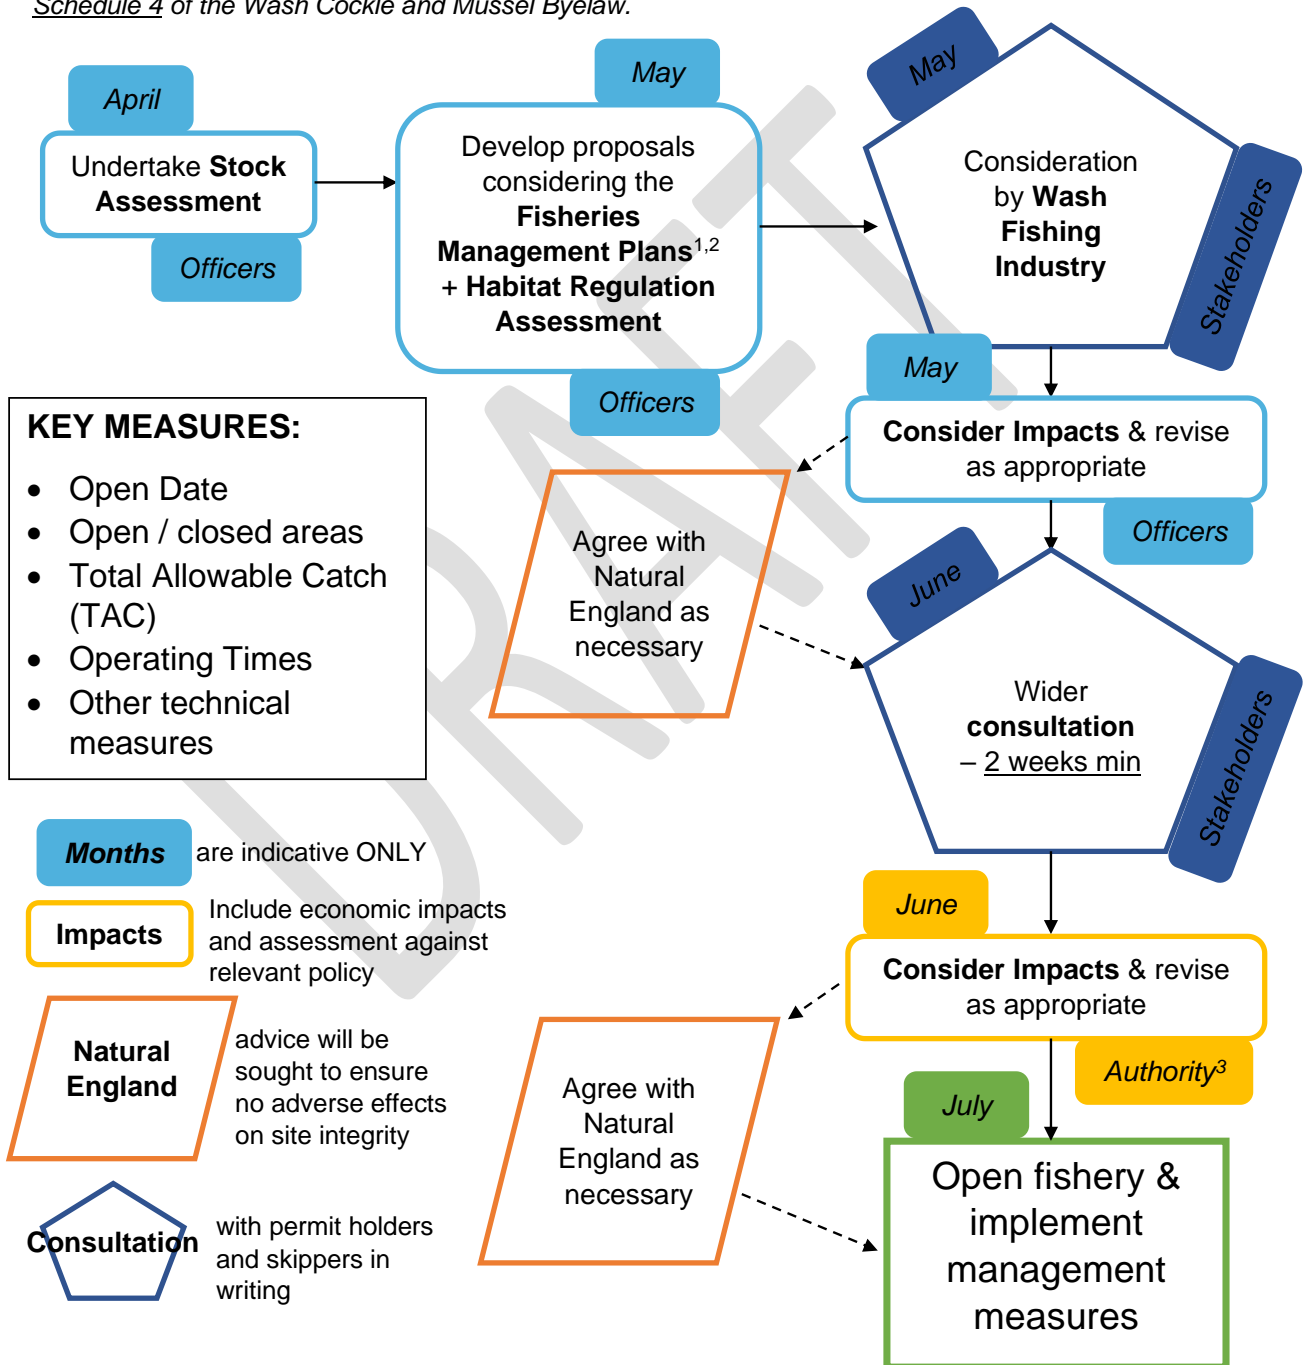 Schedule 4 of the Wash Cockle and Mussel Byelaw.
April
Undertake Stock
Assessment
Officers
May
Develop proposals
considering the
Fisheries
Management Plans1,2
+ Habitat Regulation
Assessment
Officers
May
Consideration
by Wash
Fishing
Industry
Stakeholders
May
Consider Impacts & revise
as appropriate
Officers
Agree with
Natural
England as
necessary
June
Wider
consultation
– 2 weeks min
Stakeholders
June
Consider Impacts & revise
as appropriate
Authority3
Agree with
Natural
England as
necessary
July
Open fishery &
implement
management
measures
KEY MEASURES:
• Open Date
• Open / closed areas
• Total Allowable Catch
(TAC)
• Operating Times
• Other technical
measures
Months are indicative ONLY
Impacts
Include economic impacts
and assessment against
relevant policy
Natural
England
advice will be
sought to ensure
no adverse effects
on site integrity
Consultation
with permit holders
and skippers in
writing
DRAFT